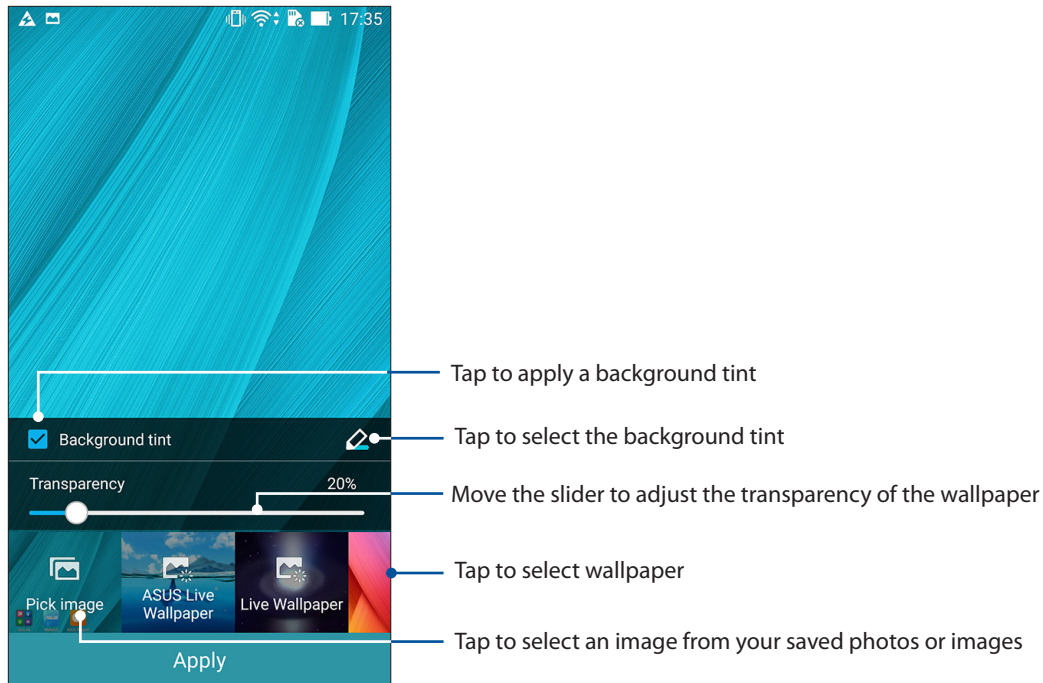 17:35
Tap to apply a background tint
Background tint
Tap to select the background tint
Transparency 20%
Move the slider to adjust the transparency of the wallpaper
Pick image
ASUS Live
Wallpaper
Live Wallpaper
Tap to select wallpaper
Tap to select an image from your saved photos or images
Apply